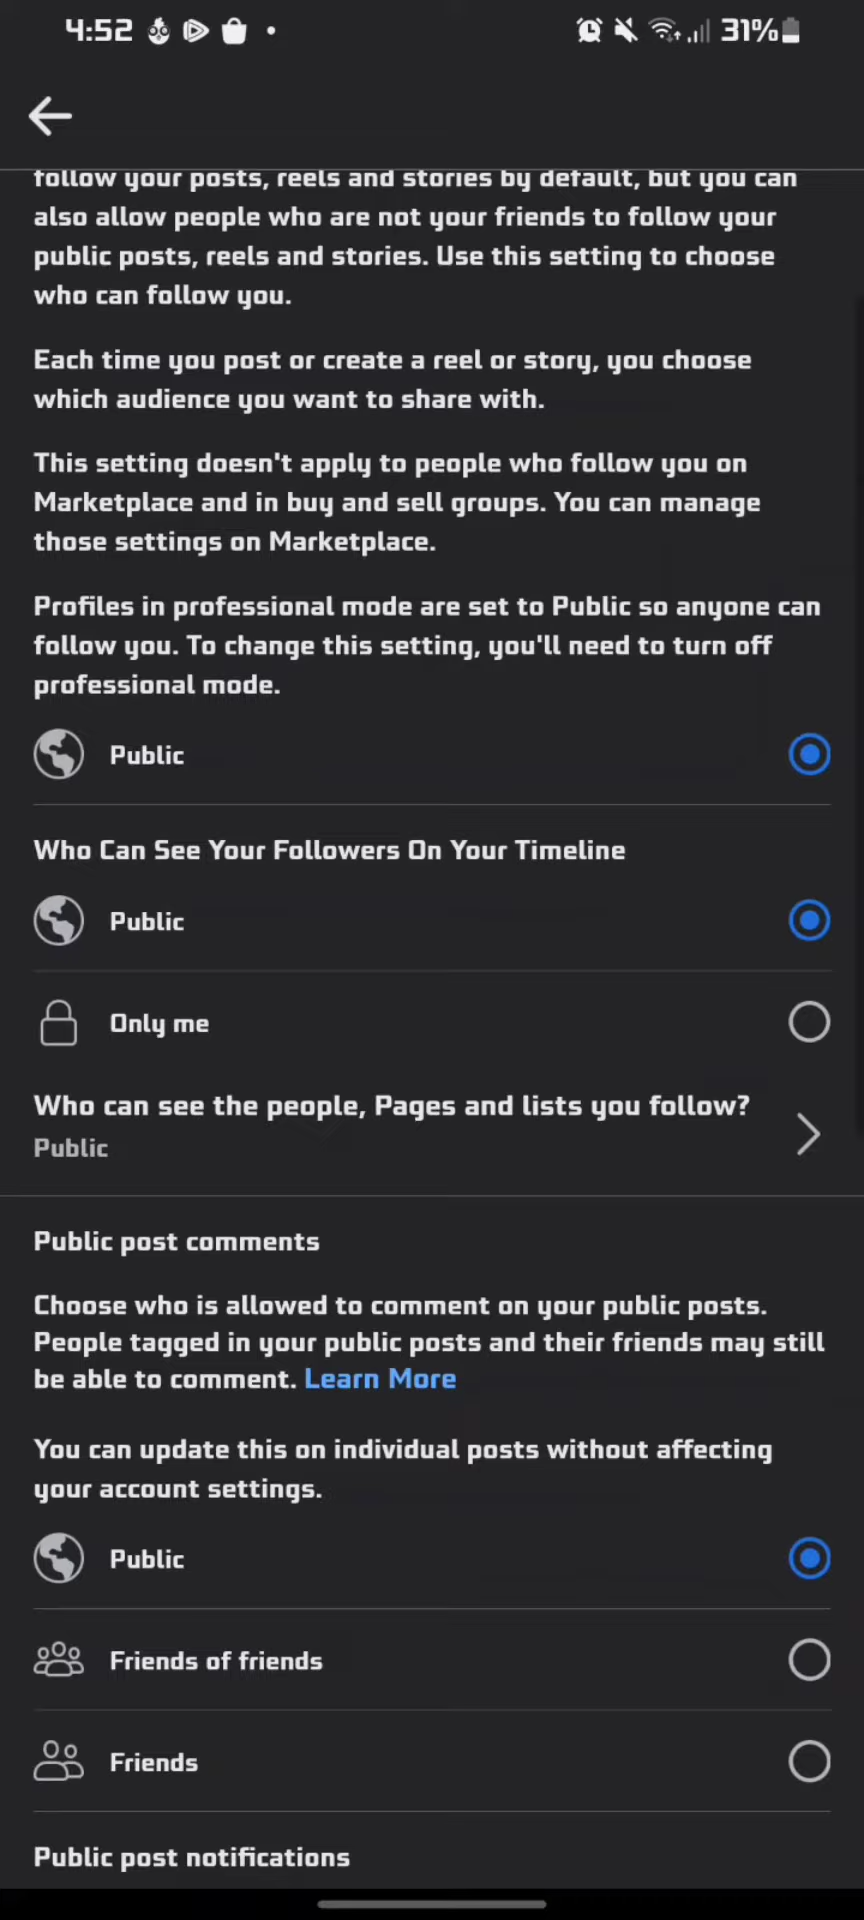 4:52
31%
follow your posts, reels and stories by default, but you can
also allow people who are not your friends to follow your
public posts, reels and stories. Use this setting to choose
who can follow you.
Each time you post or create a reel or story, you choose
which audience you want to share with.
This setting doesn't apply to people who follow you on
Marketplace and in buy and sell groups. You can manage
those settings on Marketplace.
Profiles in professional mode are set to Public so anyone can
follow you. To change this setting, you'll need to turn off
professional mode.
Public
Who Can See Your Followers On Your Timeline
Public
Only me
Who can see the people, Pages and lists you follow?
Public
Public post comments
Choose who is allowed to comment on your public posts.
People tagged in your public posts and their friends may still
be able to comment. Learn More
You can update this on individual posts without affecting
your account settings.
Public
Friends of friends
Friends
Public post notifications